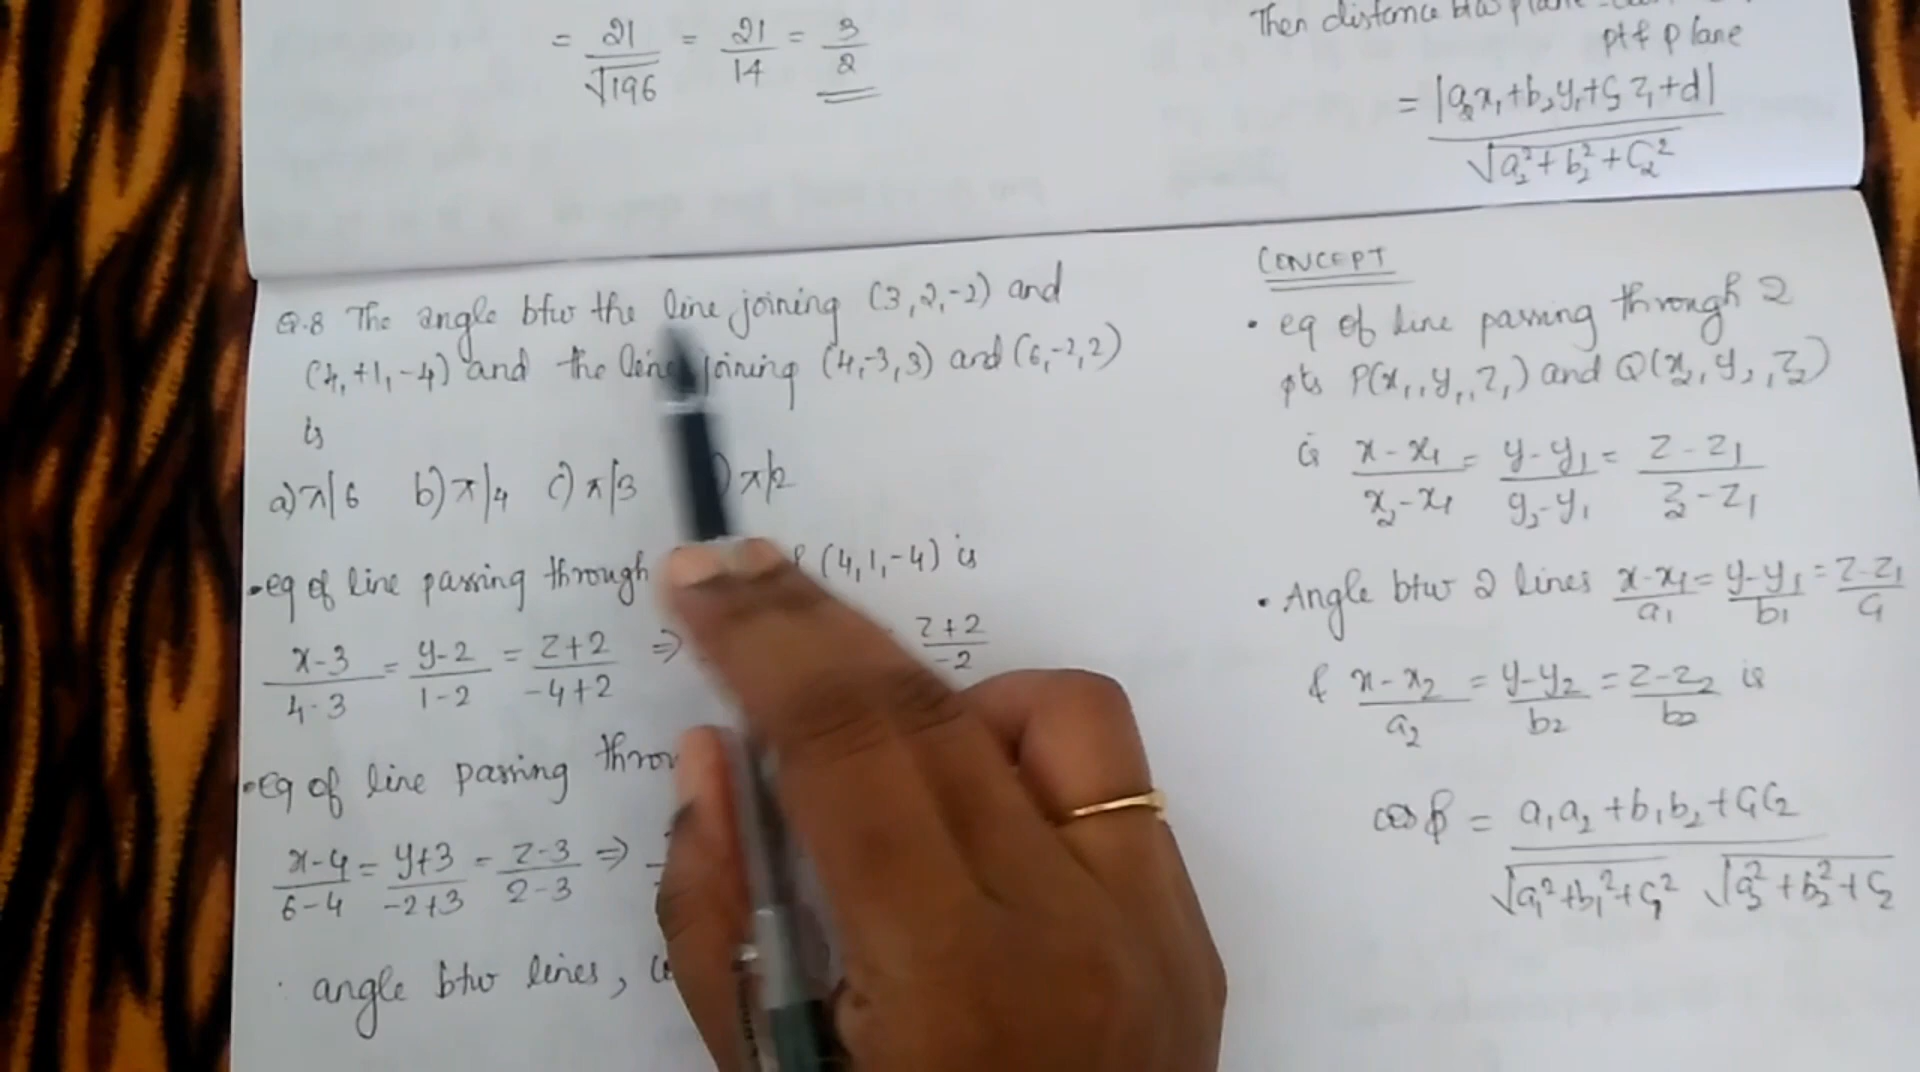 = 21/√196 = 21/14 = 3/2
Then distance btw plane
pt & plane
= |a₂x₁+b₂y₁+c₂z₁+d|
√a₂²+b₂²+c₂²
Q.8 The angle btw the line joining (3,2,-2) and
(4,+1,-4) and the line joining (4,-3,3) and (6,-2,2)
is
a) π/6 b) π/4 c) π/3 ) π/2
•eq of line passing through & (4,1,-4) is
x-3/4-3 = y-2/1-2 = z+2/-4+2 ⇒ z+2/-2
•eq of line passing
x-4/6-4 = y+3/-2+3 = z-3/2-3 ⇒
angle btw lines,
CONCEPT
• eq of line passing through 2
pts P(x₁,y₁,z₁) and Q(x₂,y₂,z₂)
is x-x₁/x₂-x₁ = y-y₁/y₂-y₁ = z-z₁/z₂-z₁
• Angle btw 2 lines x-x₁/a₁ = y-y₁/b₁ = z-z₁/c₁
& x-x₂/a₂ = y-y₂/b₂ = z-z₂/b₂ is
cosβ = a₁a₂+b₁b₂+c₁c₂
√a₁²+b₁²+c₁² √a₂²+b₂²+c₂